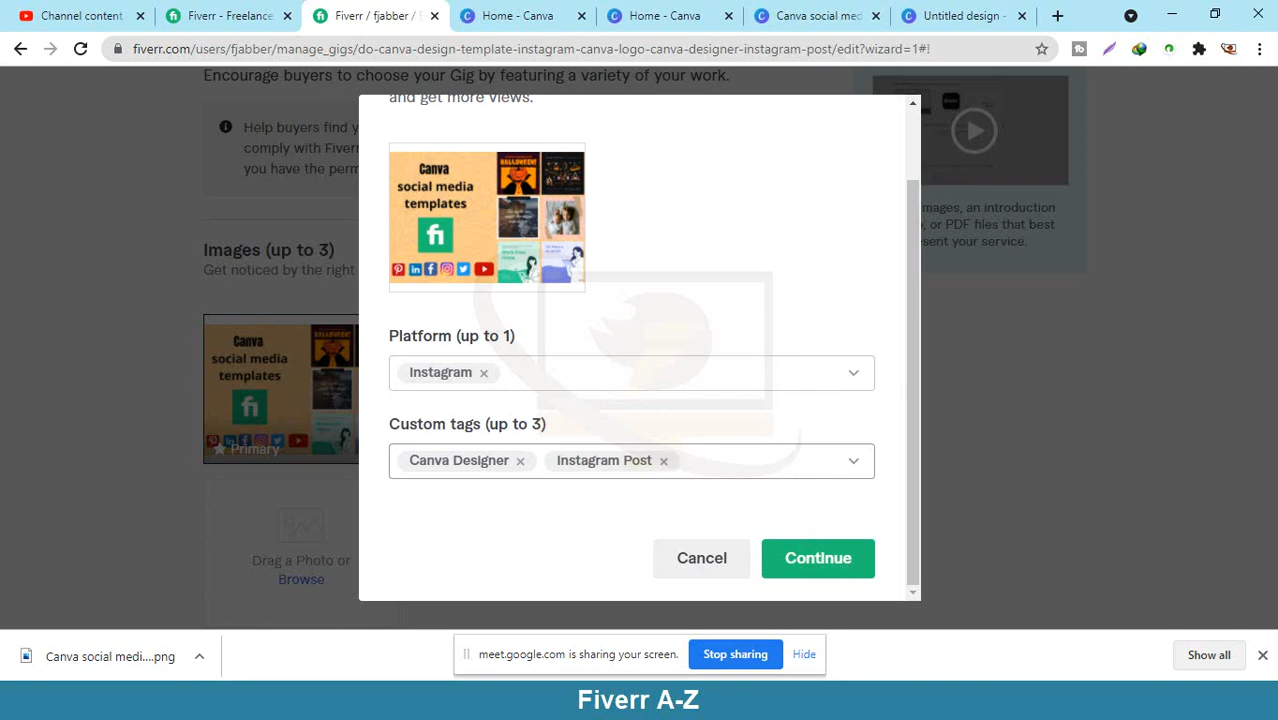 Channel content
Fiverr - Freelance
Fiverr / fjabber /
Home - Canva
Home - Canva
Canva social med
Untitled design -
fiverr.com/users/fjabber/manage_gigs/do-canva-design-template-instagram-canva-logo-canva-designer-instagram-post/edit?wizard=1#!
Encourage buyers to choose your Gig by featuring a variety of your work.
and get more views.
Help buyers find y
comply with Fiverr
you have the perm
mages, an introduction
, or PDF files that best
resent your service.
Images (up to 3)
Get noticed by the right
Canva
social media
templates
HALLOWEEN!
Canva
social media
templates
Primary
Platform (up to 1)
Instagram
Custom tags (up to 3)
Canva Designer
Instagram Post
Cancel
Continue
Drag a Photo or
Browse
Canva social medi....png
meet.google.com is sharing your screen.
Stop sharing
Hide
Show all
Fiverr A-Z